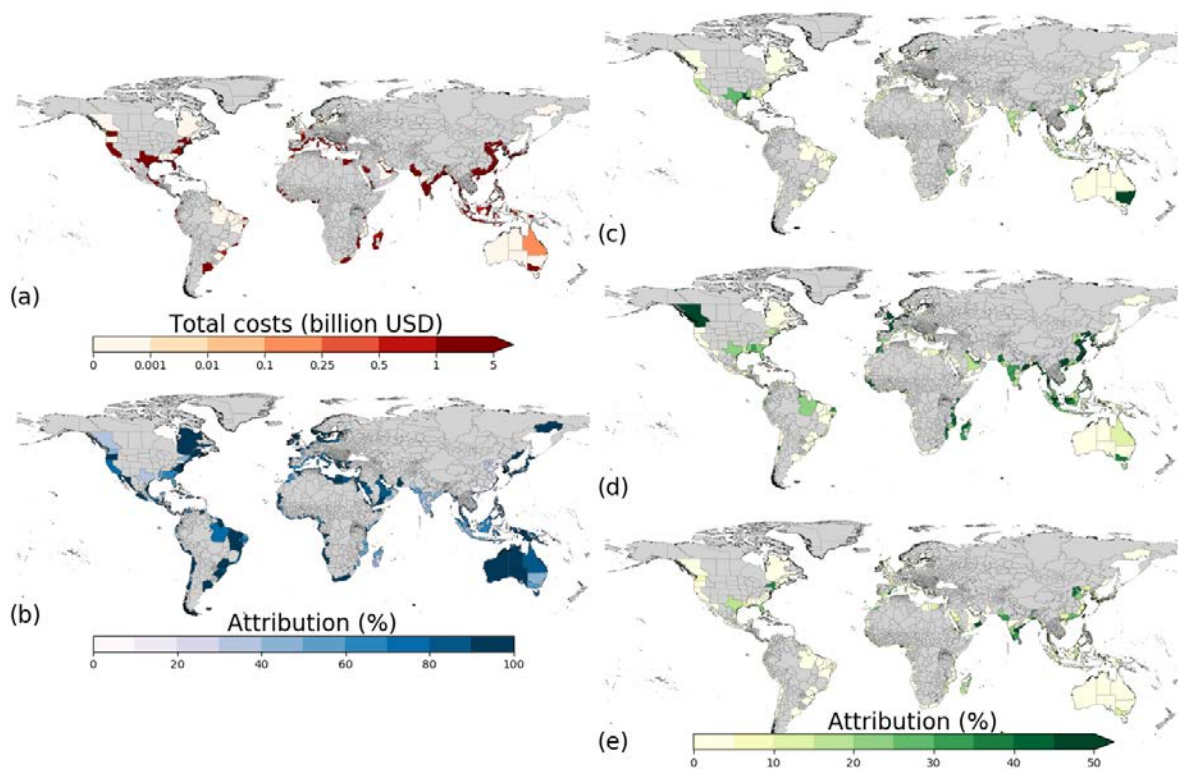 (a)
Total costs (billion USD)
0 0.001 0.01 0.1 0.25 0.5 1 5
(b)
Attribution (%)
0 20 40 60 80 100
(c)
(d)
(e)
Attribution (%)
0 10 20 30 40 50